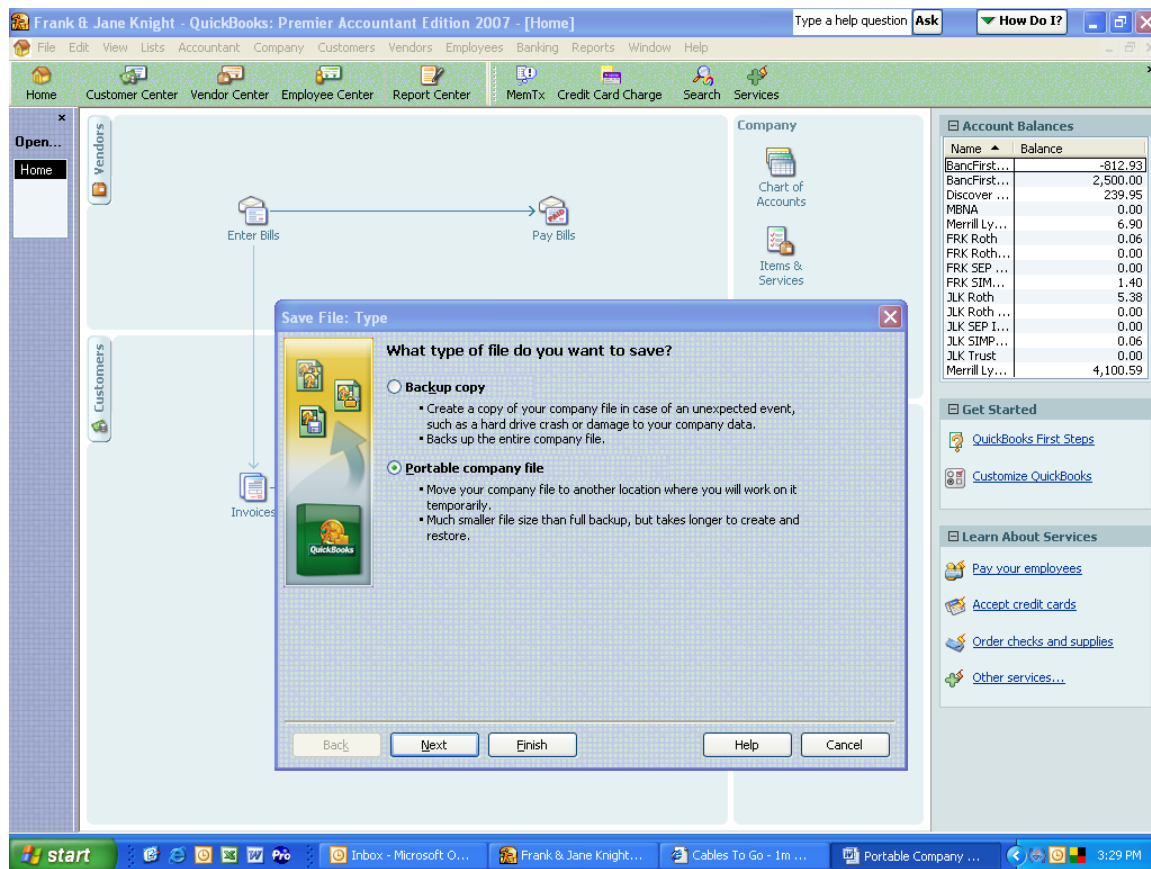 Frank & Jane Knight - QuickBooks: Premier Accountant Edition 2007 - [Home]
Type a help question Ask
How Do I?
File Edit View Lists Accountant Company Customers Vendors Employees Banking Reports Window Help
Home Customer Center Vendor Center Employee Center Report Center MemTx Credit Card Charge Search Services
Open...
Home
Vendors
Enter Bills
Pay Bills
Customers
Invoices
Company
Chart of
Accounts
Items &
Services
Account Balances
Name Balance
BancFirst... -812.93
BancFirst... 2,500.00
Discover ... 239.95
MBNA 0.00
Merrill Ly... 6.90
FRK Roth 0.06
FRK Roth... 0.00
FRK SEP ... 0.00
FRK SIM... 1.40
JLK Roth 5.38
JLK Roth ... 0.00
JLK SEP I... 0.00
JLK SIMP... 0.06
JLK Trust 0.00
Merrill Ly... 4,100.59
Get Started
QuickBooks First Steps
Customize QuickBooks
Learn About Services
Pay your employees
Accept credit cards
Order checks and supplies
Other services...
Save File: Type
What type of file do you want to save?
Backup copy
▪ Create a copy of your company file in case of an unexpected event,
such as a hard drive crash or damage to your company data.
▪ Backs up the entire company file.
Portable company file
▪ Move your company file to another location where you will work on it
temporarily.
▪ Much smaller file size than full backup, but takes longer to create and
restore.
QuickBooks
Back Next Finish Help Cancel
start
Pro
Inbox - Microsoft O...
Frank & Jane Knight...
Cables To Go - 1m ...
Portable Company ...
3:29 PM